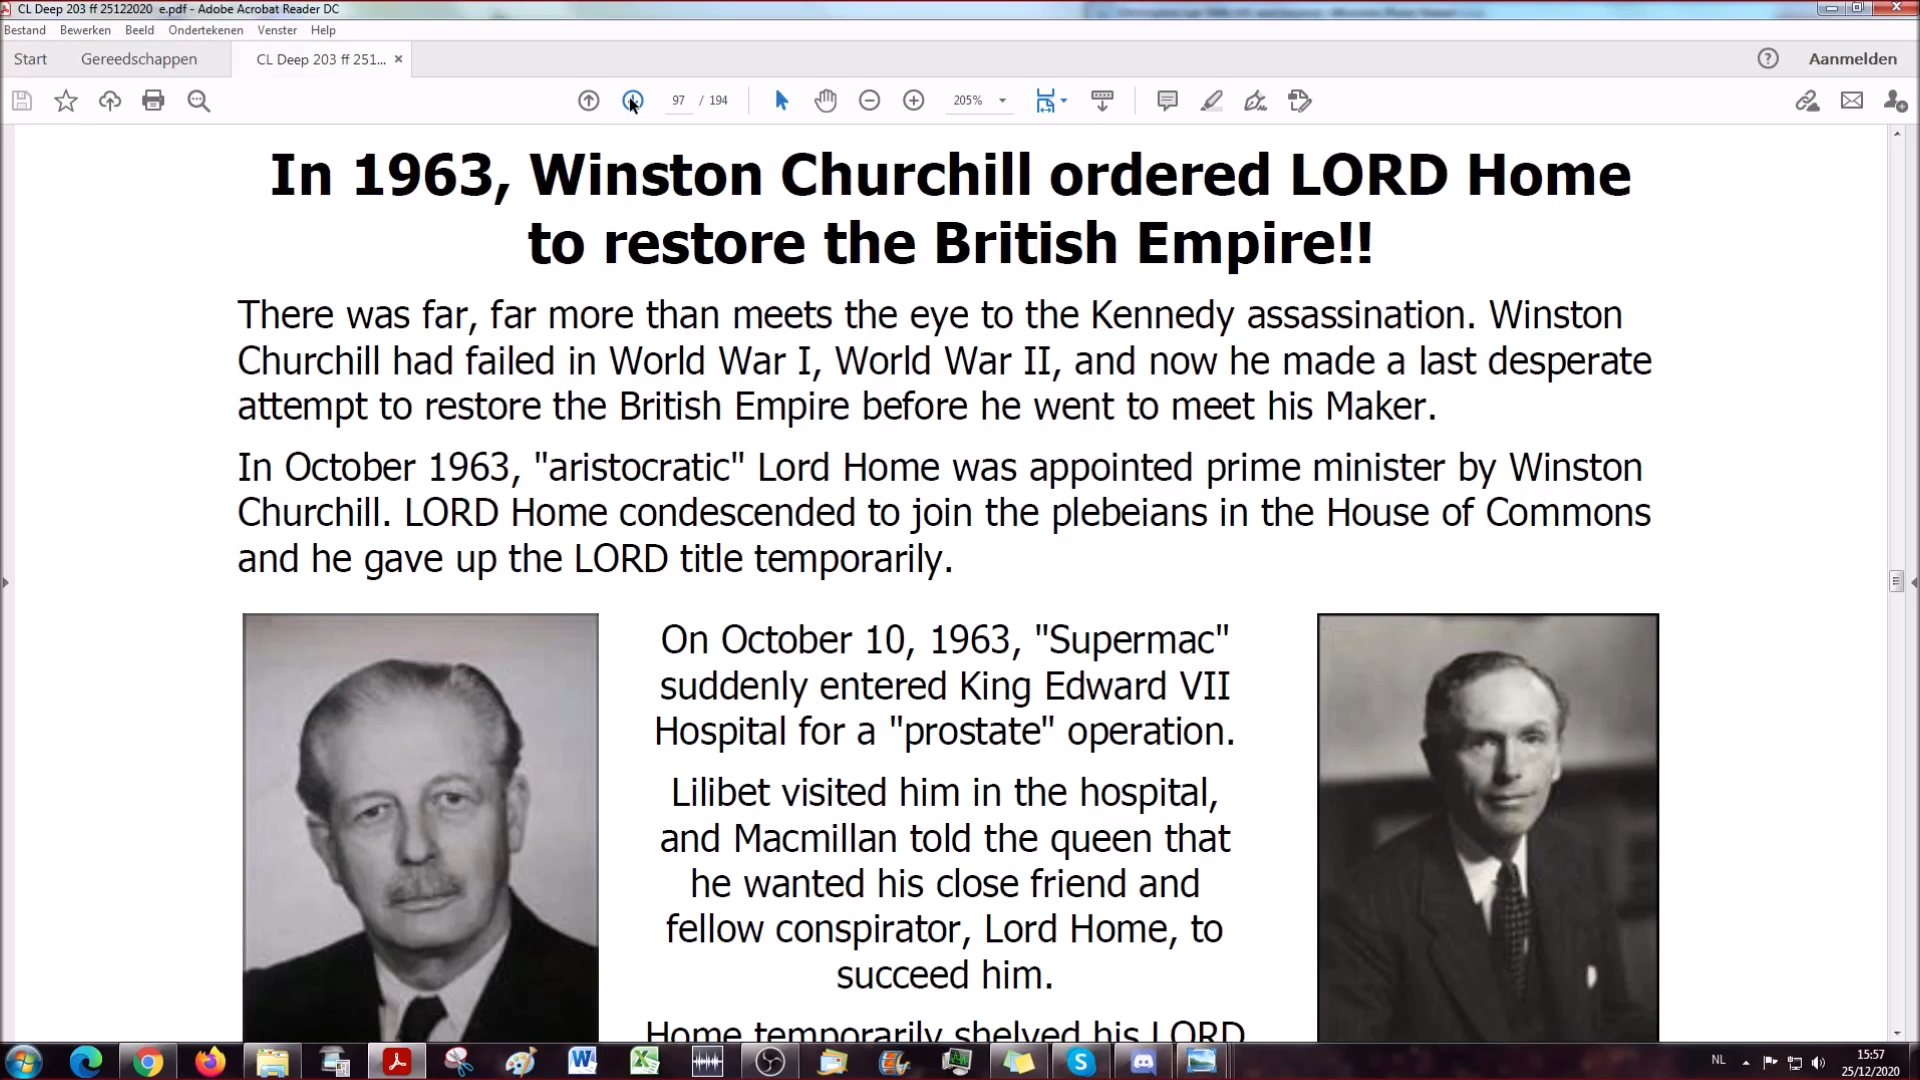 CL Deep 203 ff 25122020 e.pdf - Adobe Acrobat Reader DC
Bestand Bewerken Beeld Ondertekenen Venster Help
Start Gereedschappen CL Deep 203 ff 251... × Aanmelden
97 / 194 205%
In 1963, Winston Churchill ordered LORD Home
to restore the British Empire!!
There was far, far more than meets the eye to the Kennedy assassination. Winston
Churchill had failed in World War I, World War II, and now he made a last desperate
attempt to restore the British Empire before he went to meet his Maker.
In October 1963, "aristocratic" Lord Home was appointed prime minister by Winston
Churchill. LORD Home condescended to join the plebeians in the House of Commons
and he gave up the LORD title temporarily.
On October 10, 1963, "Supermac"
suddenly entered King Edward VII
Hospital for a "prostate" operation.
Lilibet visited him in the hospital,
and Macmillan told the queen that
he wanted his close friend and
fellow conspirator, Lord Home, to
succeed him.
Home temporarily shelved his LORD
NL 15:57
25/12/2020